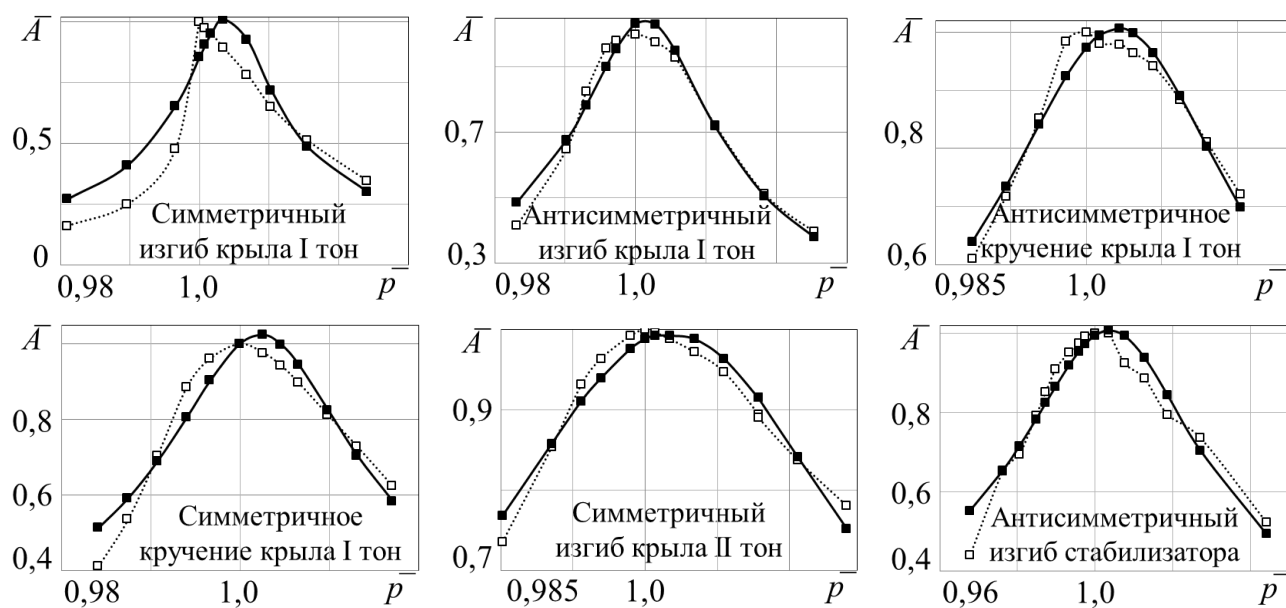 Ā
0,5
0
Симметричный
изгиб крыла I тон
0,98
1,0
p̄
Ā
0,7
0,3
Антисимметричный
изгиб крыла I тон
0,98
1,0
p̄
Ā
0,8
0,6
Антисимметричное
кручение крыла I тон
0,985
1,0
p̄
Ā
0,8
0,6
0,4
Симметричное
кручение крыла I тон
0,98
1,0
p̄
Ā
0,9
0,7
Симметричный
изгиб крыла II тон
0,985
1,0
p̄
Ā
0,8
0,6
0,4
Антисимметричный
изгиб стабилизатора
0,96
1,0
p̄